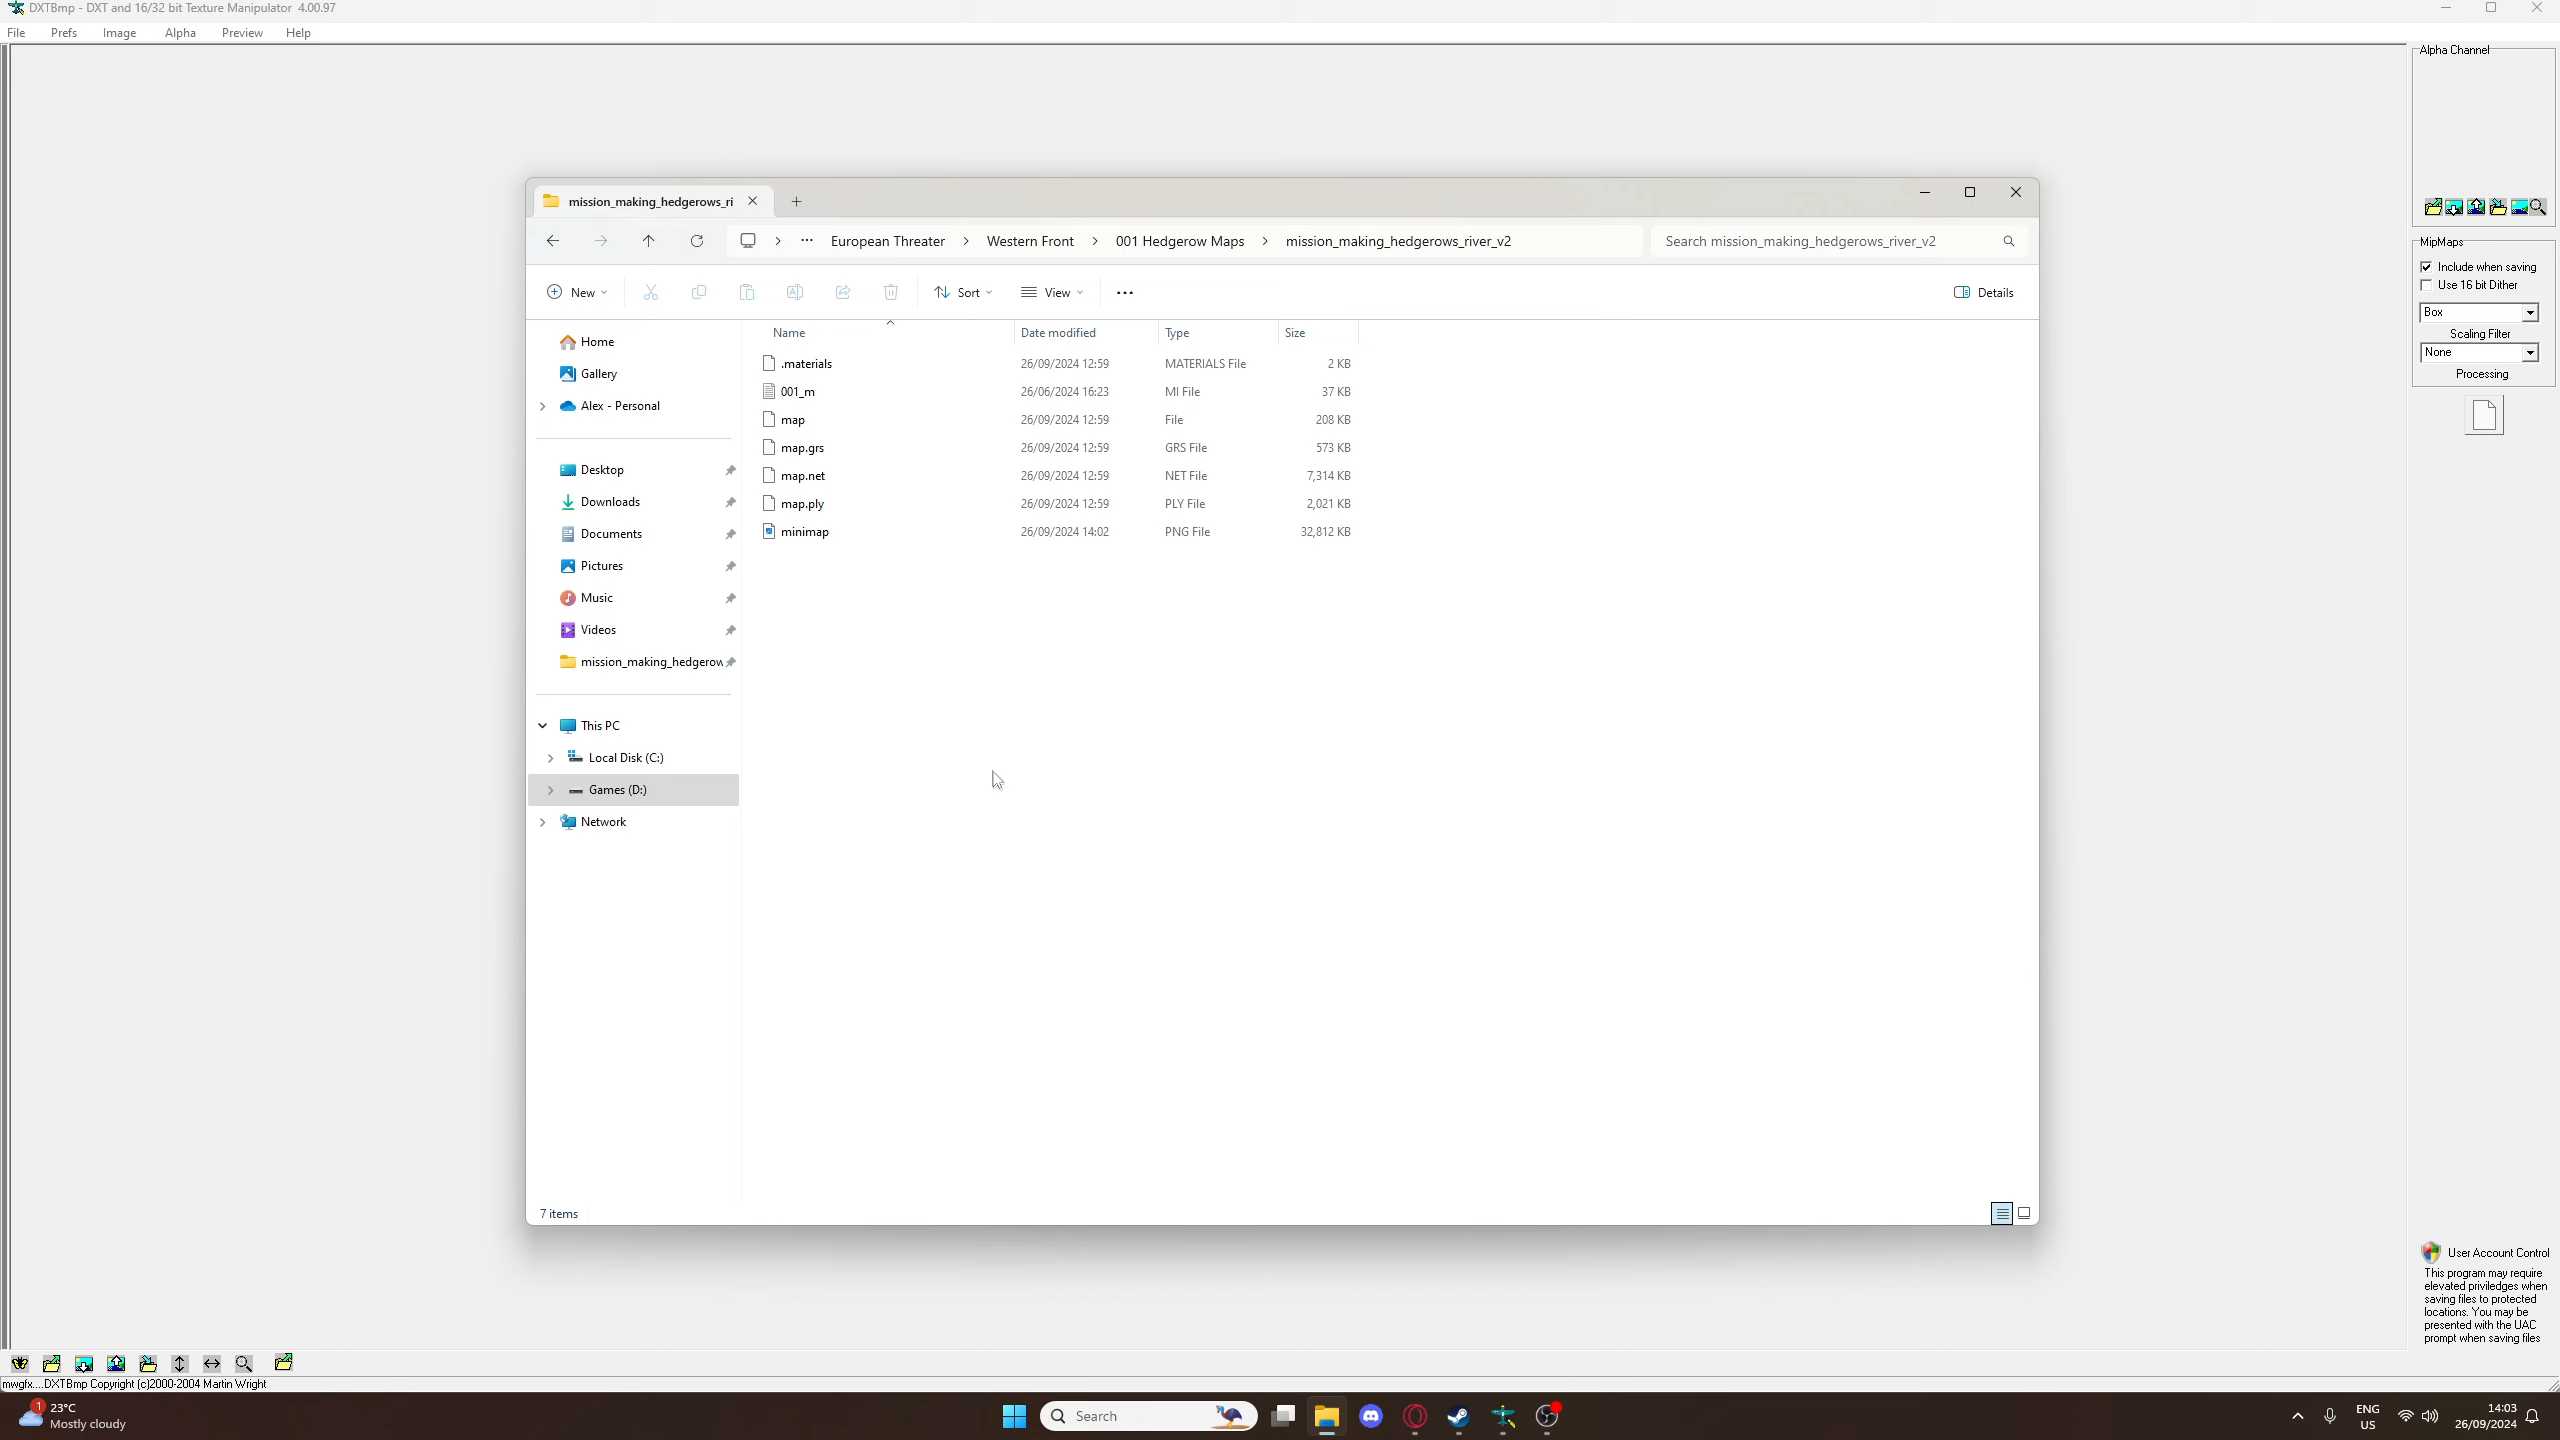 DXTBmp - DXT and 16/32 bit Texture Manipulator 4.00.97
File Prefs Image Alpha Preview Help
Alpha Channel
MipMaps
Include when saving
Use 16 bit Dither
Box
Scaling Filter
None
Processing
mission_making_hedgerows_ri
European Threater > Western Front > 001 Hedgerow Maps > mission_making_hedgerows_river_v2
Search mission_making_hedgerows_river_v2
New Sort View Details
Home
Gallery
Alex - Personal
Desktop
Downloads
Documents
Pictures
Music
Videos
mission_making_hedgerow
This PC
Local Disk (C:)
Games (D:)
Network
Name Date modified Type Size
.materials 26/09/2024 12:59 MATERIALS File 2 KB
001_m 26/06/2024 16:23 MI File 37 KB
map 26/09/2024 12:59 File 208 KB
map.grs 26/09/2024 12:59 GRS File 573 KB
map.net 26/09/2024 12:59 NET File 7,314 KB
map.ply 26/09/2024 12:59 PLY File 2,021 KB
minimap 26/09/2024 14:02 PNG File 32,812 KB
7 items
User Account Control
This program may require
elevated priviledges when
saving files to protected
locations. You may be
presented with the UAC
prompt when saving files
mwgfx....DXTBmp Copyright (c)2000-2004 Martin Wright
1
23°C
Mostly cloudy
Search
ENG
US
14:03
26/09/2024